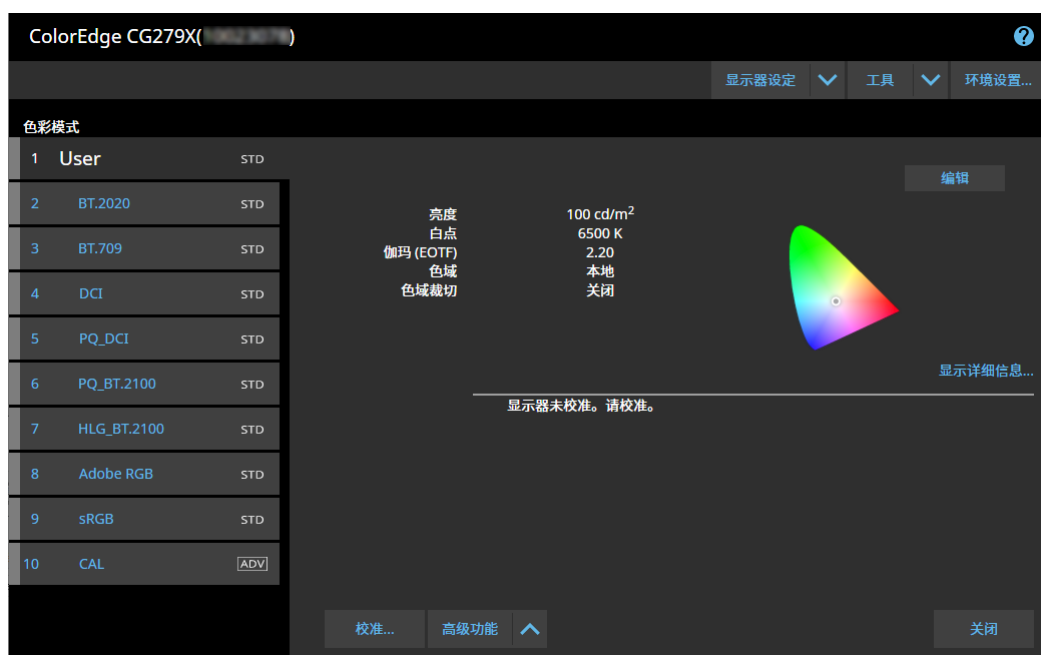 ColorEdge CG279X( )
显示器设定 工具 环境设置...
色彩模式
1 User STD
编辑
2 BT.2020 STD
亮度 100 cd/m²
白点 6500 K
3 BT.709 STD
伽玛 (EOTF) 2.20
色域 本地
4 DCI STD
色域裁切 关闭
5 PQ_DCI STD
显示详细信息...
6 PQ_BT.2100 STD
显示器未校准。请校准。
7 HLG_BT.2100 STD
8 Adobe RGB STD
9 sRGB STD
10 CAL ADV
校准... 高级功能 关闭